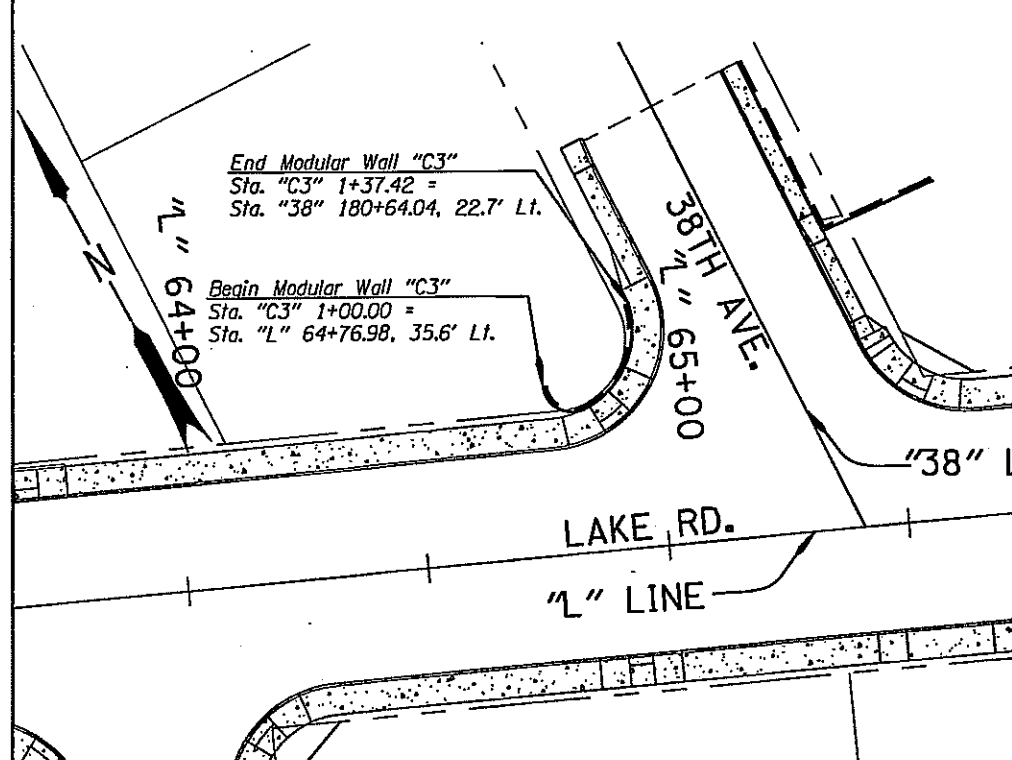 End Modular Wall "C3"
Sta. "C3" 1+37.42 =
Sta. "38" 180+64.04, 22.7' Lt.
"L" 64+00
N
Begin Modular Wall "C3"
Sta. "C3" 1+00.00 =
Sta. "L" 64+76.98, 35.6' Lt.
38TH AVE.
"L" 65+00
"38" L
LAKE RD.
"L" LINE